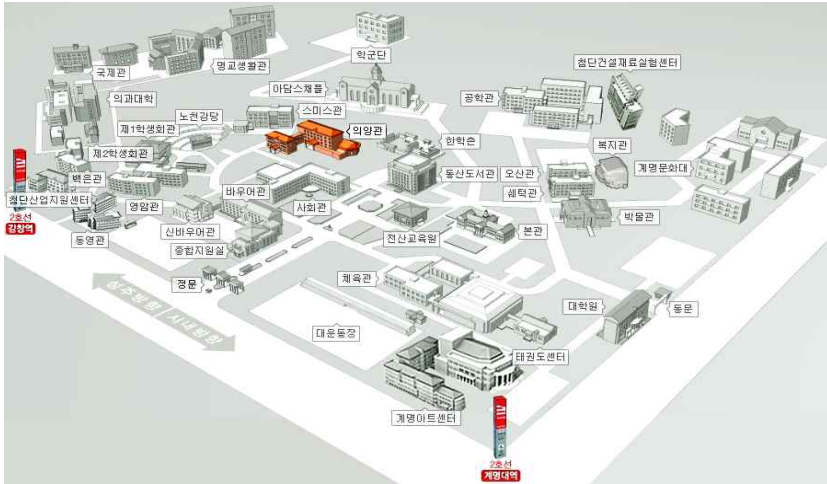 학군단
국제관
명교생활관
첨단건설재료실험센터
의과대학
아담스채플
공학관
노천강당
스미스관
제1학생회관
의양관
한학촌
복지관
제2학생회관
백은관
동산도서관
오산관
계명문화대
쉐턱관
바우어관
첨단산업지원센터
영암관
사회관
박물관
2호선
강창역
동영관
신바우어관
전산교육원
본관
종합지원실
정문
체육관
대학원
동문
성주방향
시내방향
대운동장
태권도센터
계명아트센터
2호선
계명대역